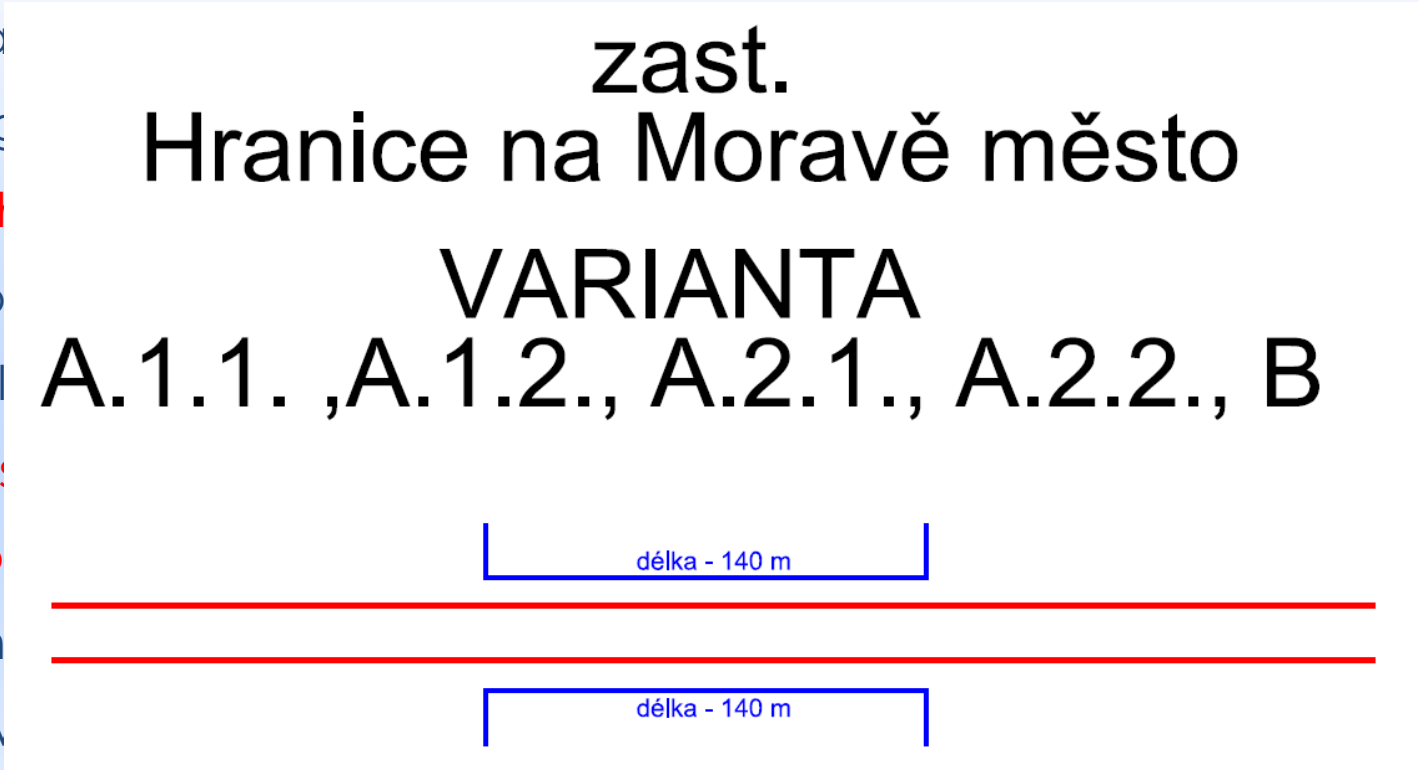 zast.
Hranice na Moravě město
VARIANTA
A.1.1. ,A.1.2., A.2.1., A.2.2., B
délka - 140 m
délka - 140 m